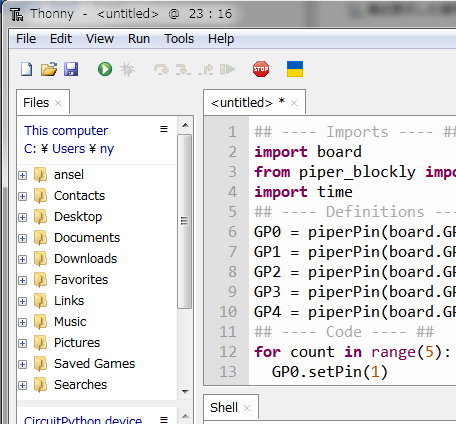 Thonny - <untitled> @ 23 : 16
File Edit View Run Tools Help
STOP
Files ×
This computer
C: ¥ Users ¥ ny
ansel
Contacts
Desktop
Documents
Downloads
Favorites
Links
Music
Pictures
Saved Games
Searches
CircuitPython device
<untitled> * ×
1 ## ---- Imports ---- ##
2 import board
3 from piper_blockly impo
4 import time
5 ## ---- Definitions ---
6 GP0 = piperPin(board.GP
7 GP1 = piperPin(board.GP
8 GP2 = piperPin(board.GP
9 GP3 = piperPin(board.GP
10 GP4 = piperPin(board.GP
11 ## ---- Code ---- ##
12 for count in range(5):
13 GP0.setPin(1)
Shell ×